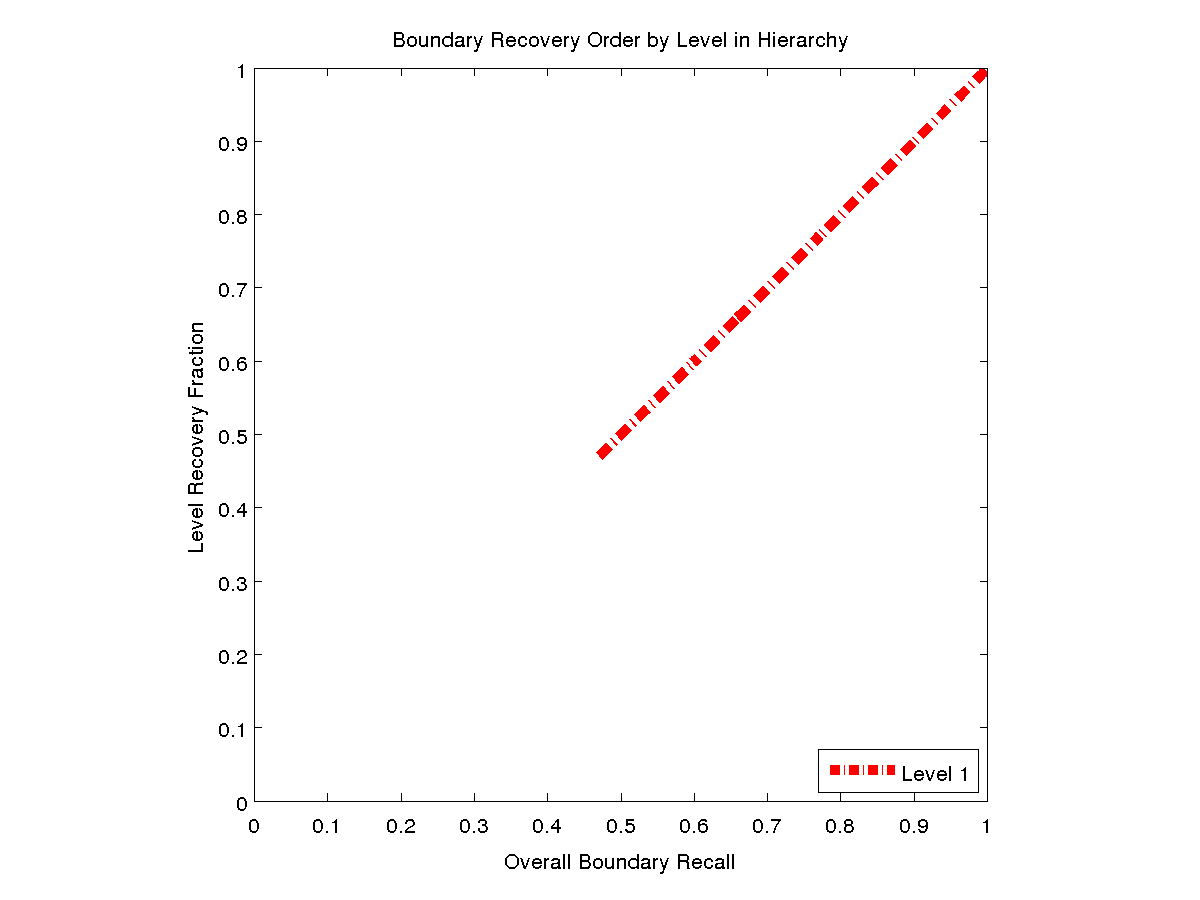 Boundary Recovery Order by Level in Hierarchy
1
0.9
0.8
0.7
0.6
0.5
0.4
0.3
0.2
0.1
0
Level Recovery Fraction
Level 1
0 0.1 0.2 0.3 0.4 0.5 0.6 0.7 0.8 0.9 1
Overall Boundary Recall